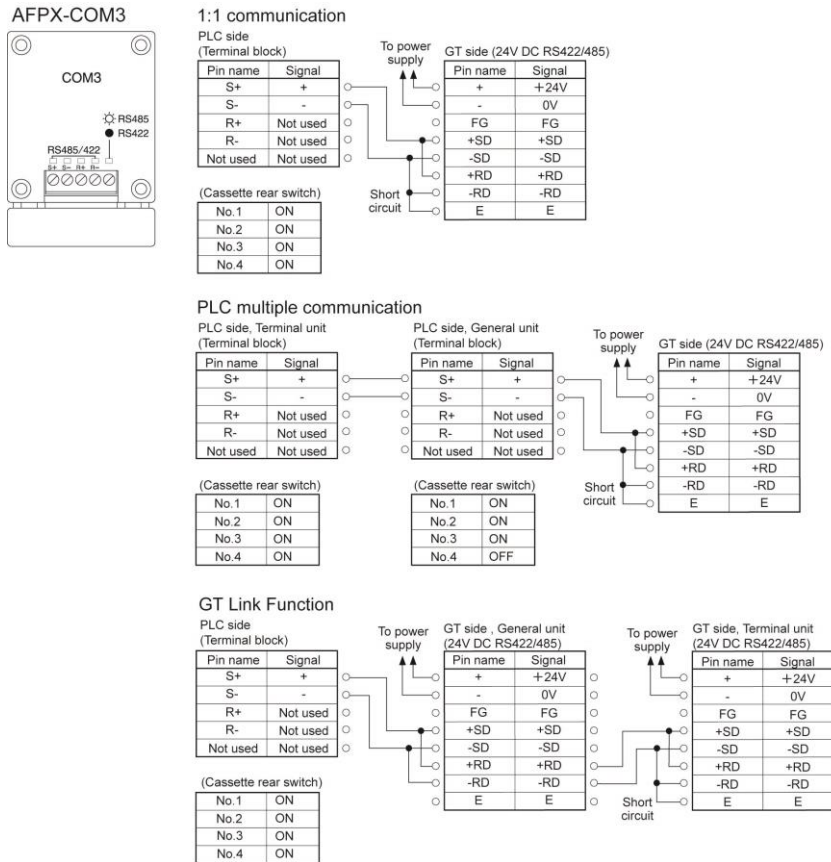 AFPX-COM3
COM3
RS485
RS422
RS485/422
S+ S- R+ R-
1:1 communication
PLC side
(Terminal block)
Pin name Signal
S+ +
S- -
R+ Not used
R- Not used
Not used Not used
(Cassette rear switch)
No.1 ON
No.2 ON
No.3 ON
No.4 ON
To power
supply
Short
circuit
GT side (24V DC RS422/485)
Pin name Signal
+ +24V
- 0V
FG FG
+SD +SD
-SD -SD
+RD +RD
-RD -RD
E E
PLC multiple communication
PLC side, Terminal unit
(Terminal block)
Pin name Signal
S+ +
S- -
R+ Not used
R- Not used
Not used Not used
(Cassette rear switch)
No.1 ON
No.2 ON
No.3 ON
No.4 ON
PLC side, General unit
(Terminal block)
Pin name Signal
S+ +
S- -
R+ Not used
R- Not used
Not used Not used
(Cassette rear switch)
No.1 ON
No.2 ON
No.3 ON
No.4 OFF
To power
supply
Short
circuit
GT side (24V DC RS422/485)
Pin name Signal
+ +24V
- 0V
FG FG
+SD +SD
-SD -SD
+RD +RD
-RD -RD
E E
GT Link Function
PLC side
(Terminal block)
Pin name Signal
S+ +
S- -
R+ Not used
R- Not used
Not used Not used
(Cassette rear switch)
No.1 ON
No.2 ON
No.3 ON
No.4 ON
To power
supply
GT side , General unit
(24V DC RS422/485)
Pin name Signal
+ +24V
- 0V
FG FG
+SD +SD
-SD -SD
+RD +RD
-RD -RD
E E
To power
supply
Short
circuit
GT side, Terminal unit
(24V DC RS422/485)
Pin name Signal
+ +24V
- 0V
FG FG
+SD +SD
-SD -SD
+RD +RD
-RD -RD
E E